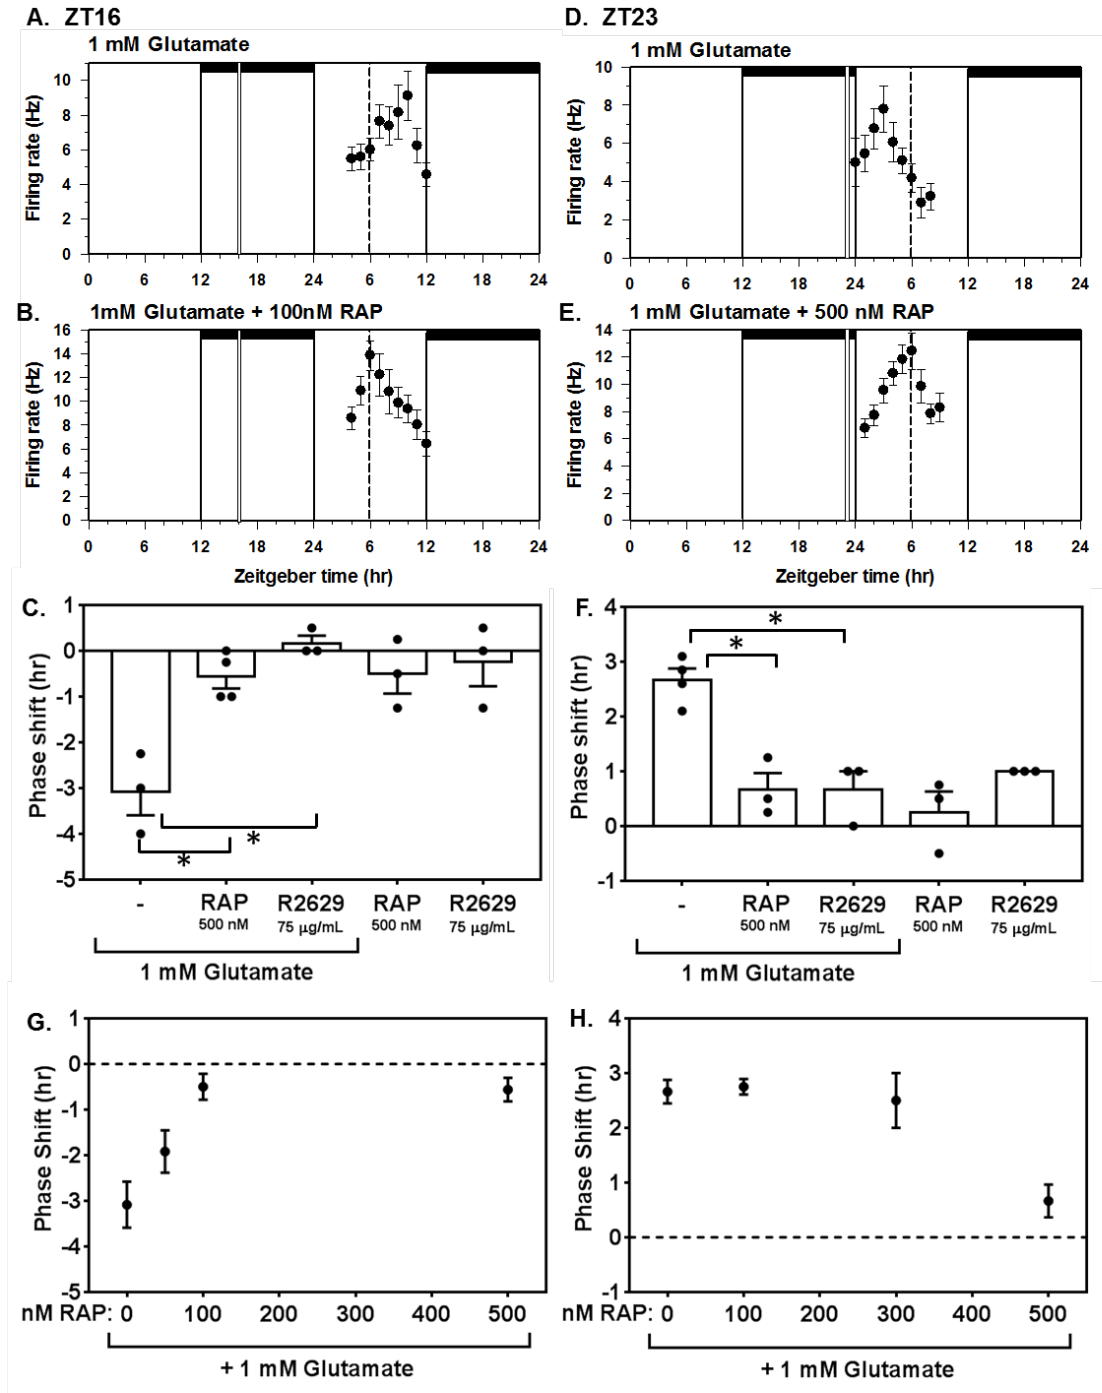 A. ZT16
1 mM Glutamate
Firing rate (Hz)
10
8
6
4
2
0
0 6 12 18 24 6 12 24
B. 1mM Glutamate + 100nM RAP
Firing rate (Hz)
16
14
12
10
8
6
4
2
0
0 6 12 18 24 6 12 24
Zeitgeber time (hr)
C.
Phase shift (hr)
1
0
-1
-2
-3
-4
-5
* *
- RAP R2629 RAP R2629
500 nM 75 µg/mL 500 nM 75 µg/mL
1 mM Glutamate
D. ZT23
1 mM Glutamate
Firing rate (Hz)
10
8
6
4
2
0
0 6 12 18 24 6 12 24
E. 1 mM Glutamate + 500 nM RAP
Firing rate (Hz)
14
12
10
8
6
4
2
0
0 6 12 18 24 6 12 24
Zeitgeber time (hr)
F.
Phase shift (hr)
4
3
2
1
0
-1
*
*
- RAP R2629 RAP R2629
500 nM 75 µg/mL 500 nM 75 µg/mL
1 mM Glutamate
G.
Phase Shift (hr)
1
0
-1
-2
-3
-4
-5
nM RAP: 0 100 200 300 400 500
+ 1 mM Glutamate
H.
Phase Shift (hr)
4
3
2
1
0
-1
nM RAP: 0 100 200 300 400 500
+ 1 mM Glutamate